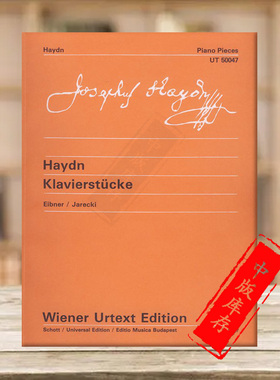 Haydn
Piano Pieces
UT 50047
Josephus Haydn
Haydn
Klavierstücke
Eibner / Jarecki
Wiener Urtext Edition
Schott / Universal Edition / Editio Musica Budapest
中版库存